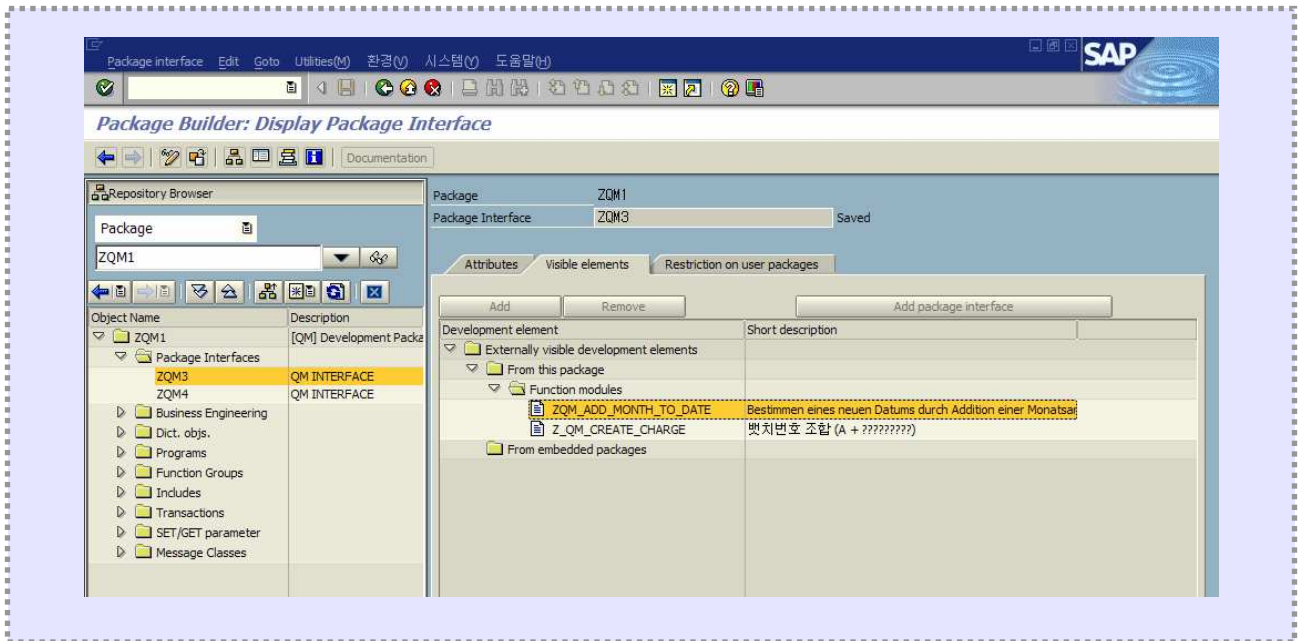 Package interface Edit Goto Utilities(M) 환경(V) 시스템(Y) 도움말(H)
SAP
Package Builder: Display Package Interface
Documentation
Repository Browser
Package
ZQM1
Object Name Description
ZQM1 [QM] Development Packa
Package Interfaces
ZQM3 QM INTERFACE
ZQM4 QM INTERFACE
Business Engineering
Dict. objs.
Programs
Function Groups
Includes
Transactions
SET/GET parameter
Message Classes
Package ZQM1
Package Interface ZQM3 Saved
Attributes Visible elements Restriction on user packages
Add Remove Add package interface
Development element Short description
Externally visible development elements
From this package
Function modules
ZQM_ADD_MONTH_TO_DATE Bestimmen eines neuen Datums durch Addition einer Monatsar
Z_QM_CREATE_CHARGE 뱃치번호 조합 (A + ?????????)
From embedded packages